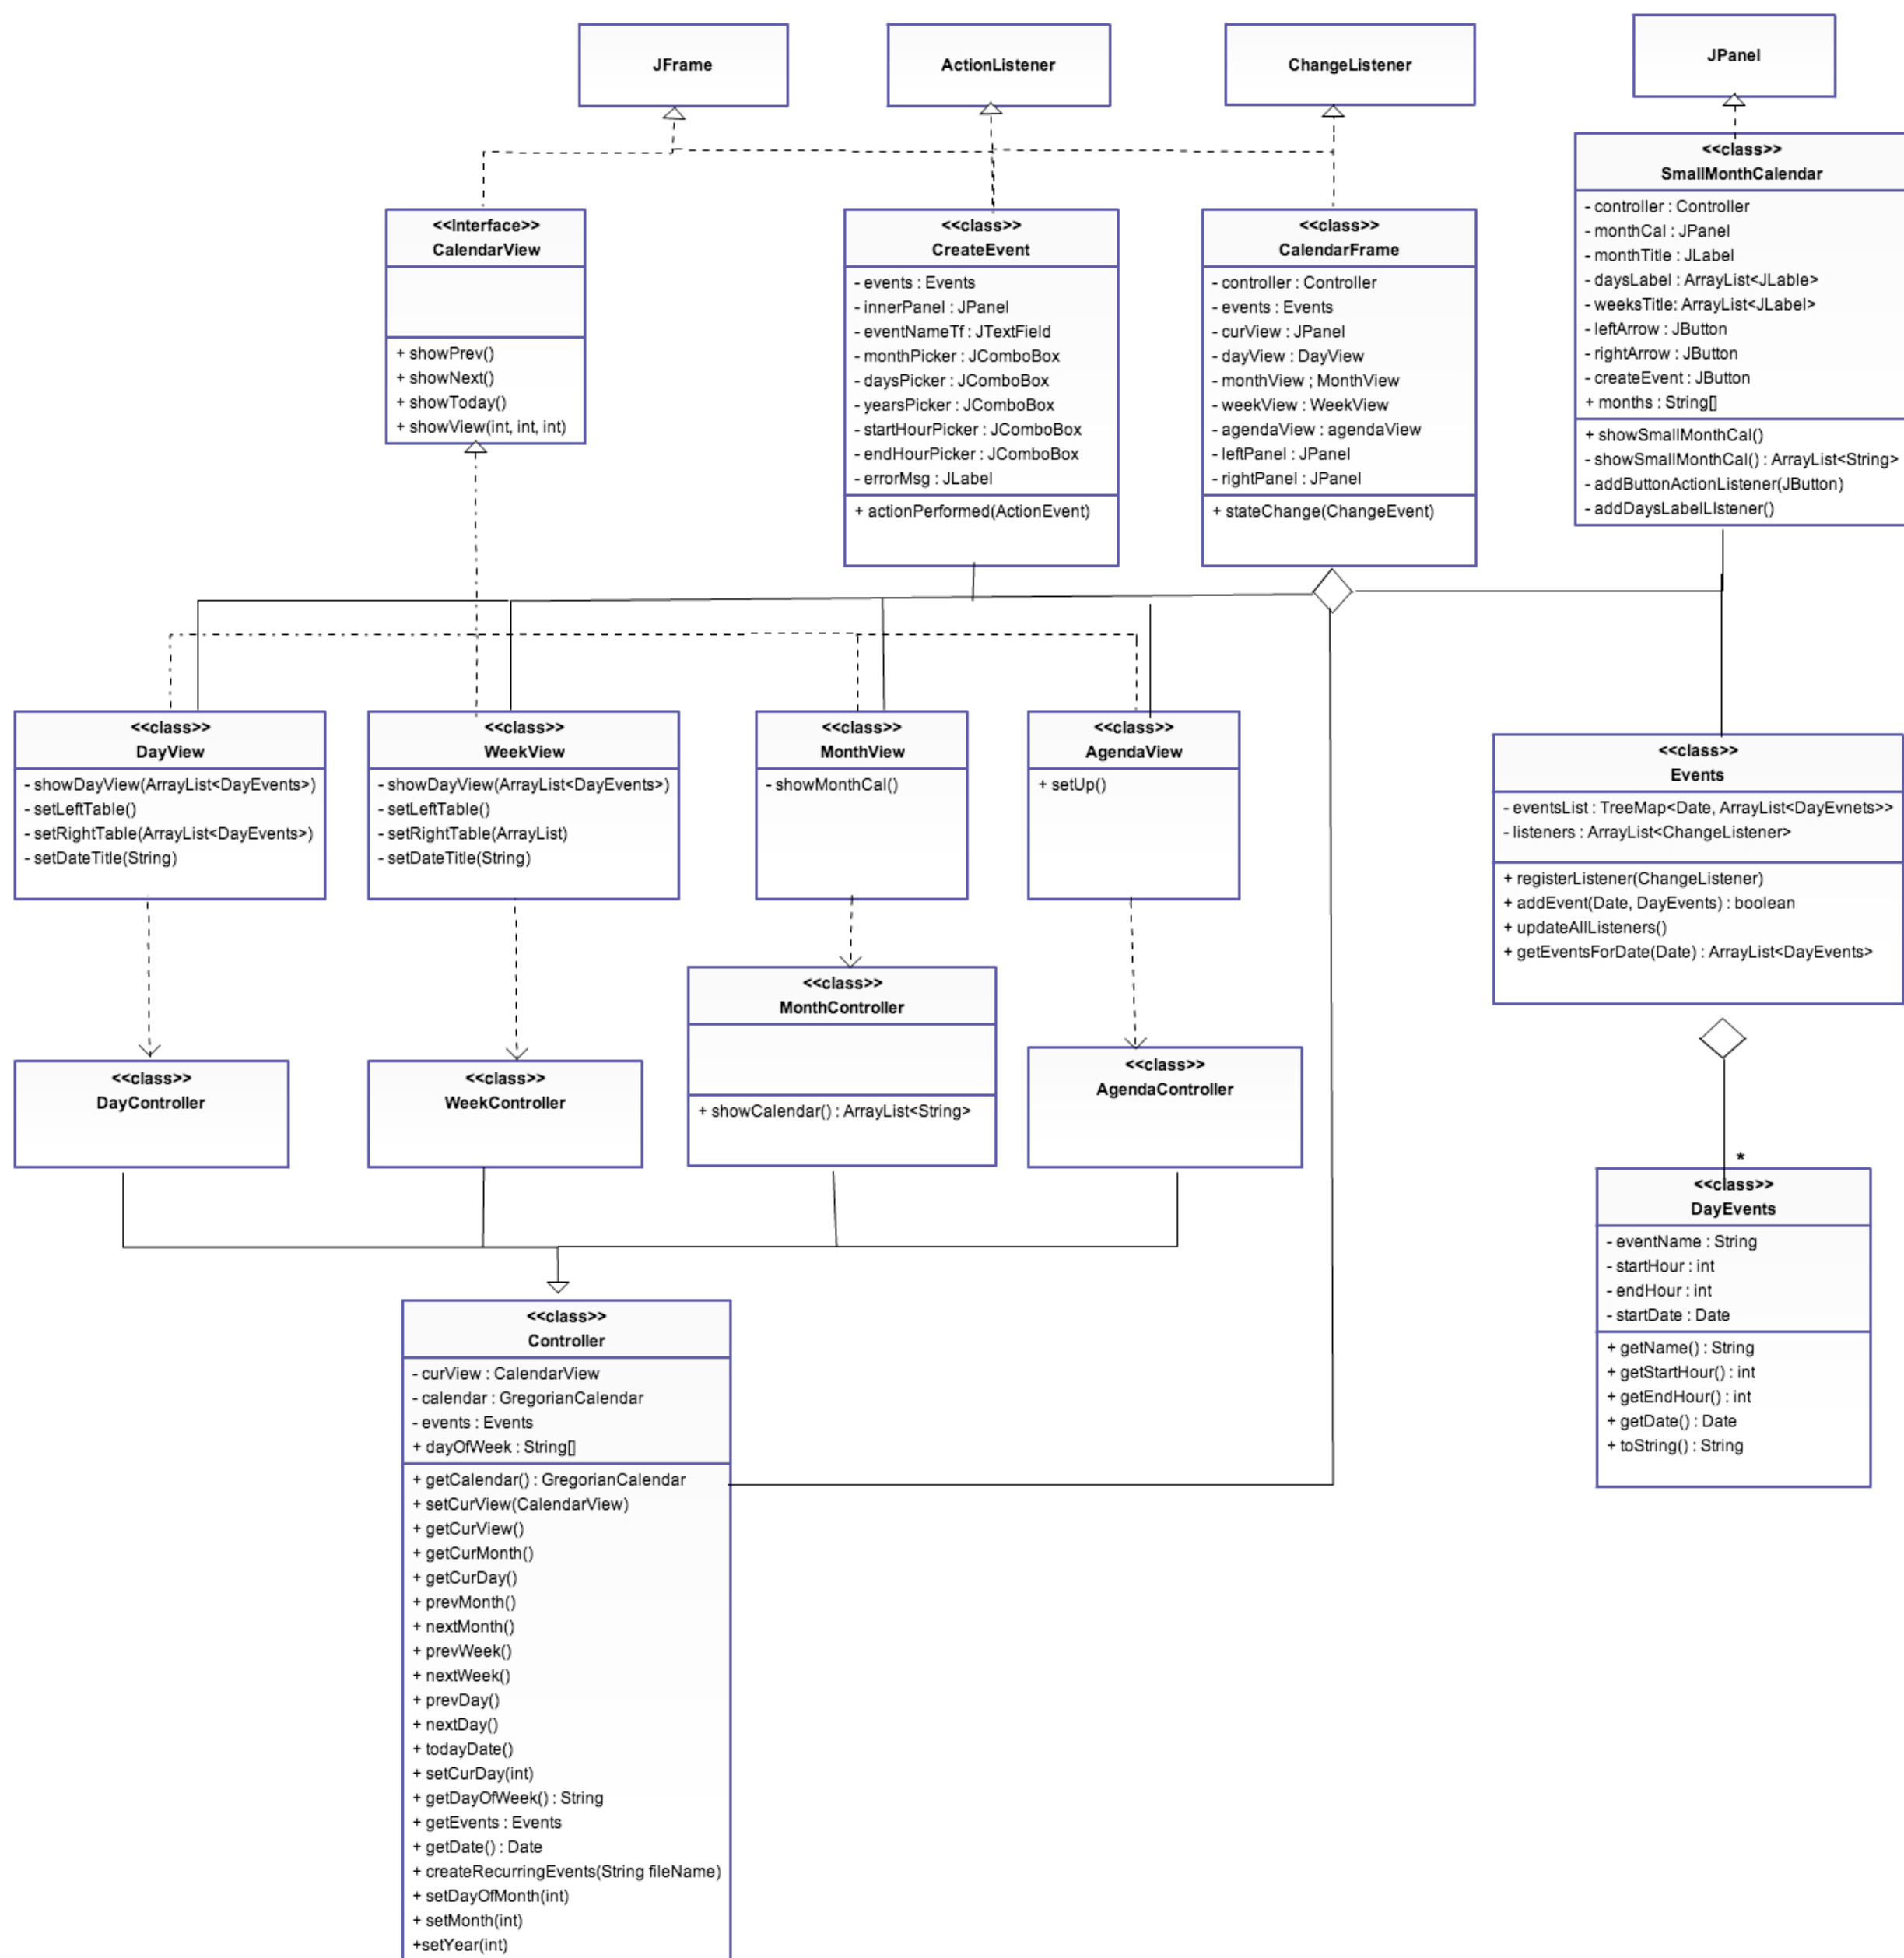 JFrame
ActionListener
ChangeListener
JPanel
<<class>>
SmallMonthCalendar
- controller : Controller
- monthCal : JPanel
- monthTitle : JLabel
- daysLabel : ArrayList<JLable>
- weeksTitle: ArrayList<JLabel>
- leftArrow : JButton
- rightArrow : JButton
- createEvent : JButton
+ months : String[]
+ showSmallMonthCal()
- showSmallMonthCal() : ArrayList<String>
- addButtonActionListener(JButton)
- addDaysLabelLIstener()
<<Interface>>
CalendarView
+ showPrev()
+ showNext()
+ showToday()
+ showView(int, int, int)
<<class>>
CreateEvent
- events : Events
- innerPanel : JPanel
- eventNameTf : JTextField
- monthPicker : JComboBox
- daysPicker : JComboBox
- yearsPicker : JComboBox
- startHourPicker : JComboBox
- endHourPicker : JComboBox
- errorMsg : JLabel
+ actionPerformed(ActionEvent)
<<class>>
CalendarFrame
- controller : Controller
- events : Events
- curView : JPanel
- dayView : DayView
- monthView ; MonthView
- weekView : WeekView
- agendaView : agendaView
- leftPanel : JPanel
- rightPanel : JPanel
+ stateChange(ChangeEvent)
<<class>>
DayView
- showDayView(ArrayList<DayEvents>)
- setLeftTable()
- setRightTable(ArrayList<DayEvents>)
- setDateTitle(String)
<<class>>
WeekView
- showDayView(ArrayList<DayEvents>)
- setLeftTable()
- setRightTable(ArrayList)
- setDateTitle(String)
<<class>>
MonthView
- showMonthCal()
<<class>>
AgendaView
+ setUp()
<<class>>
Events
- eventsList : TreeMap<Date, ArrayList<DayEvnets>>
- listeners : ArrayList<ChangeListener>
+ registerListener(ChangeListener)
+ addEvent(Date, DayEvents) : boolean
+ updateAllListeners()
+ getEventsForDate(Date) : ArrayList<DayEvents>
<<class>>
DayController
<<class>>
WeekController
<<class>>
MonthController
+ showCalendar() : ArrayList<String>
<<class>>
AgendaController
*
<<class>>
DayEvents
- eventName : String
- startHour : int
- endHour : int
- startDate : Date
+ getName() : String
+ getStartHour() : int
+ getEndHour() : int
+ getDate() : Date
+ toString() : String
<<class>>
Controller
- curView : CalendarView
- calendar : GregorianCalendar
- events : Events
+ dayOfWeek : String[]
+ getCalendar() : GregorianCalendar
+ setCurView(CalendarView)
+ getCurView()
+ getCurMonth()
+ getCurDay()
+ prevMonth()
+ nextMonth()
+ prevWeek()
+ nextWeek()
+ prevDay()
+ nextDay()
+ todayDate()
+ setCurDay(int)
+ getDayOfWeek() : String
+ getEvents : Events
+ getDate() : Date
+ createRecurringEvents(String fileName)
+ setDayOfMonth(int)
+ setMonth(int)
+setYear(int)